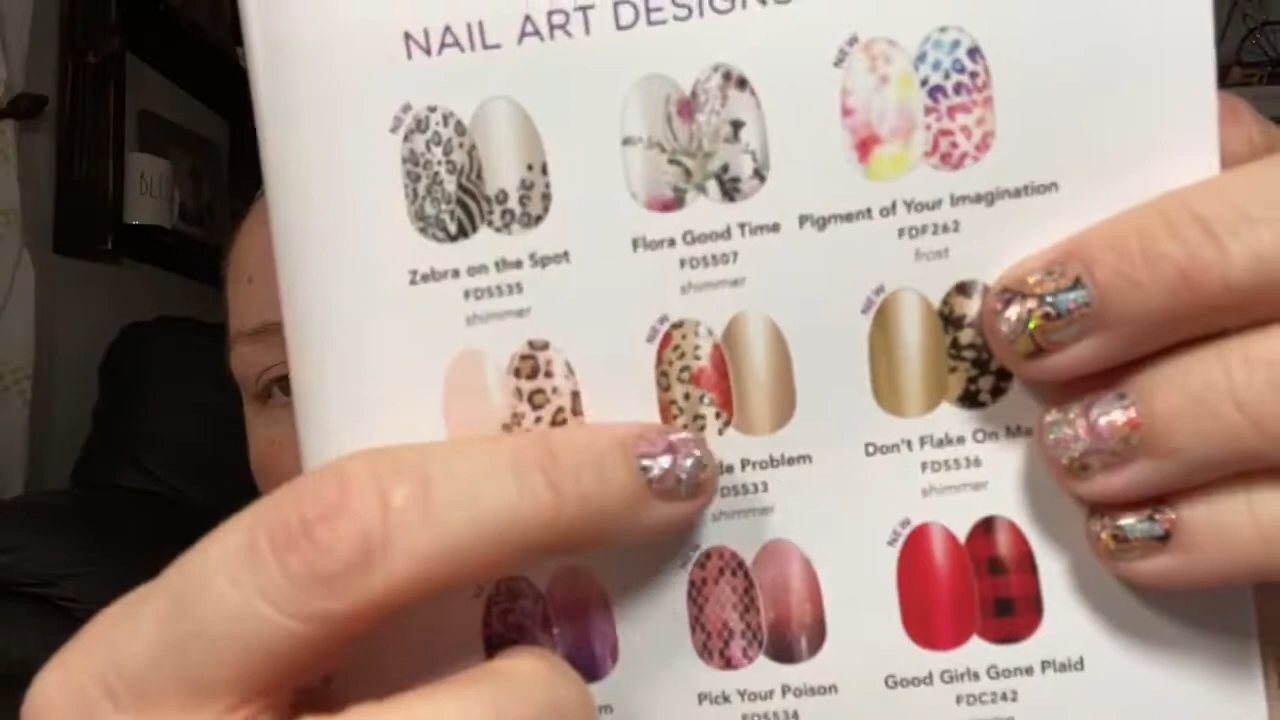 NAIL ART DESIGNS
NEW
Zebra on the Spot
FDS535
shimmer
Flora Good Time
FDS507
shimmer
NEW
Pigment of Your Imagination
FDF262
frost
NEW
Problem
shimmer
NEW
Don't Flake On Me
FDS536
shimmer
Pick Your Poison
FDS534
NEW
Good Girls Gone Plaid
FDC242